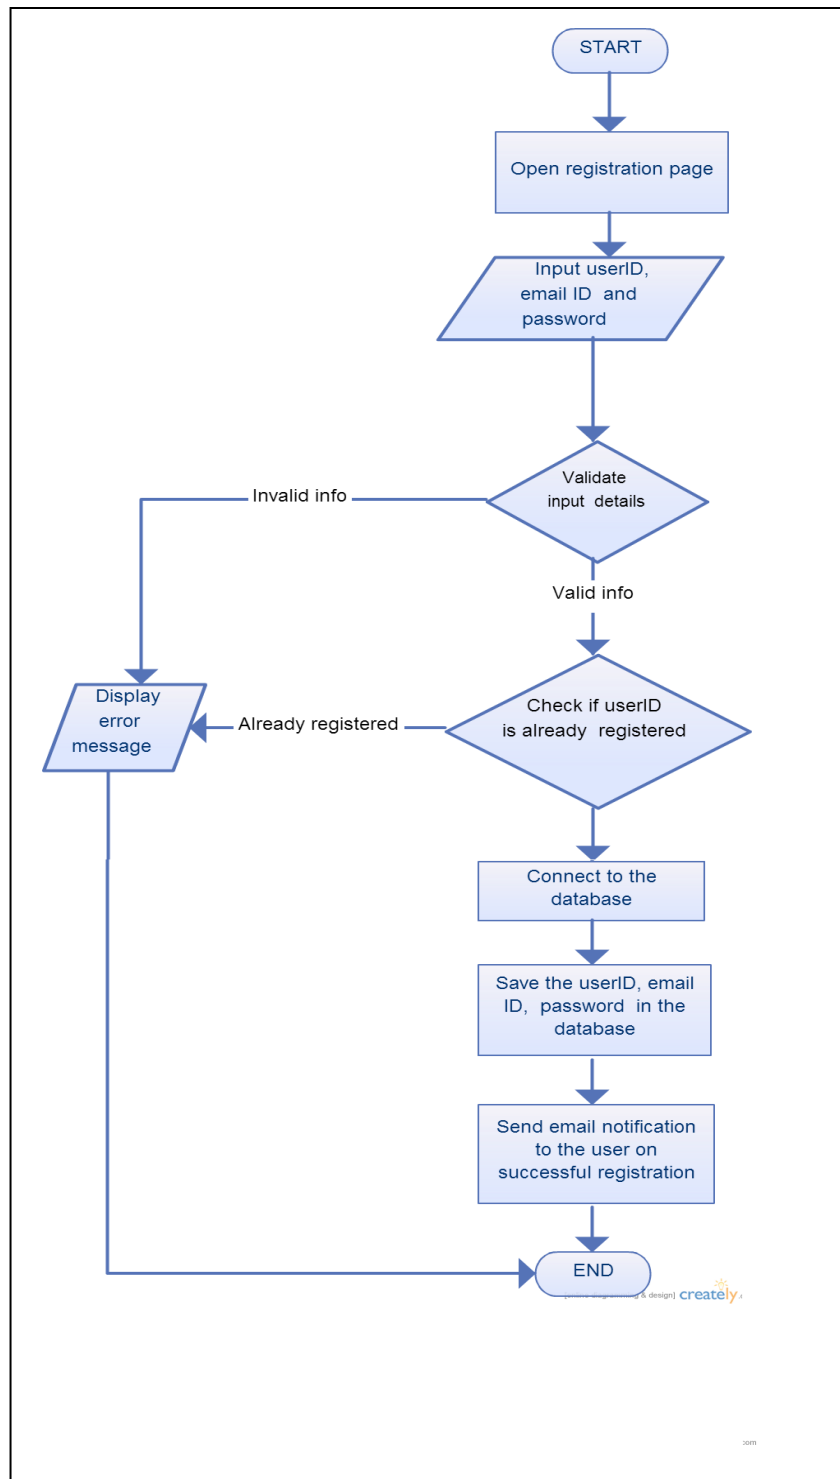 START
Open registration page
Input userID,
email ID and
password
Validate
input details
Invalid info
Valid info
Display
error
message
Already registered
Check if userID
is already registered
Connect to the
database
Save the userID, email
ID, password in the
database
Send email notification
to the user on
successful registration
END
& design] creately
.com